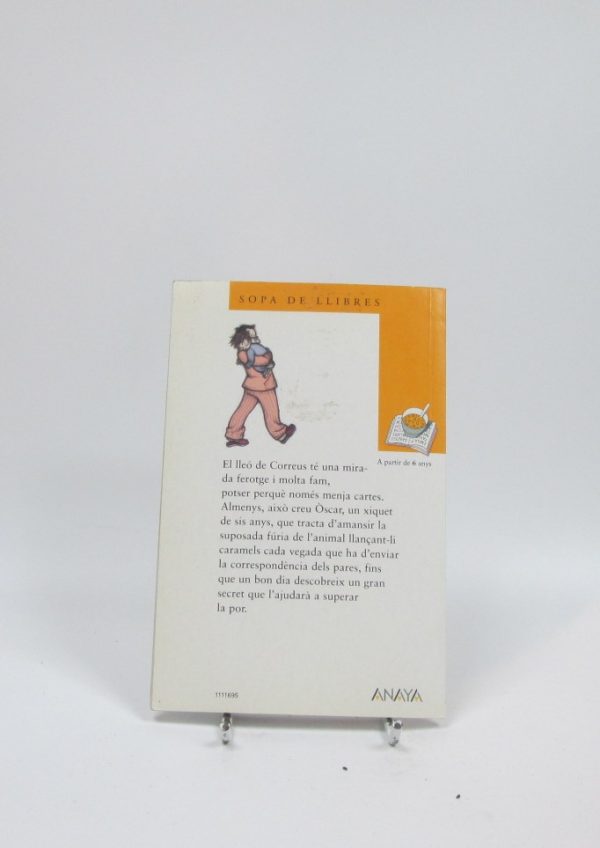 SOPA DE LLIBRES
A partir de 6 anys
El lleó de Correus té una mira-
da ferotge i molta fam,
potser perquè només menja cartes.
Almenys, això creu Òscar, un xiquet
de sis anys, que tracta d'amansir la
suposada fúria de l'animal llançant-li
caramels cada vegada que ha d'enviar
la correspondència dels pares, fins
que un bon dia descobreix un gran
secret que l'ajudarà a superar
la por.
1111695
ANAYA